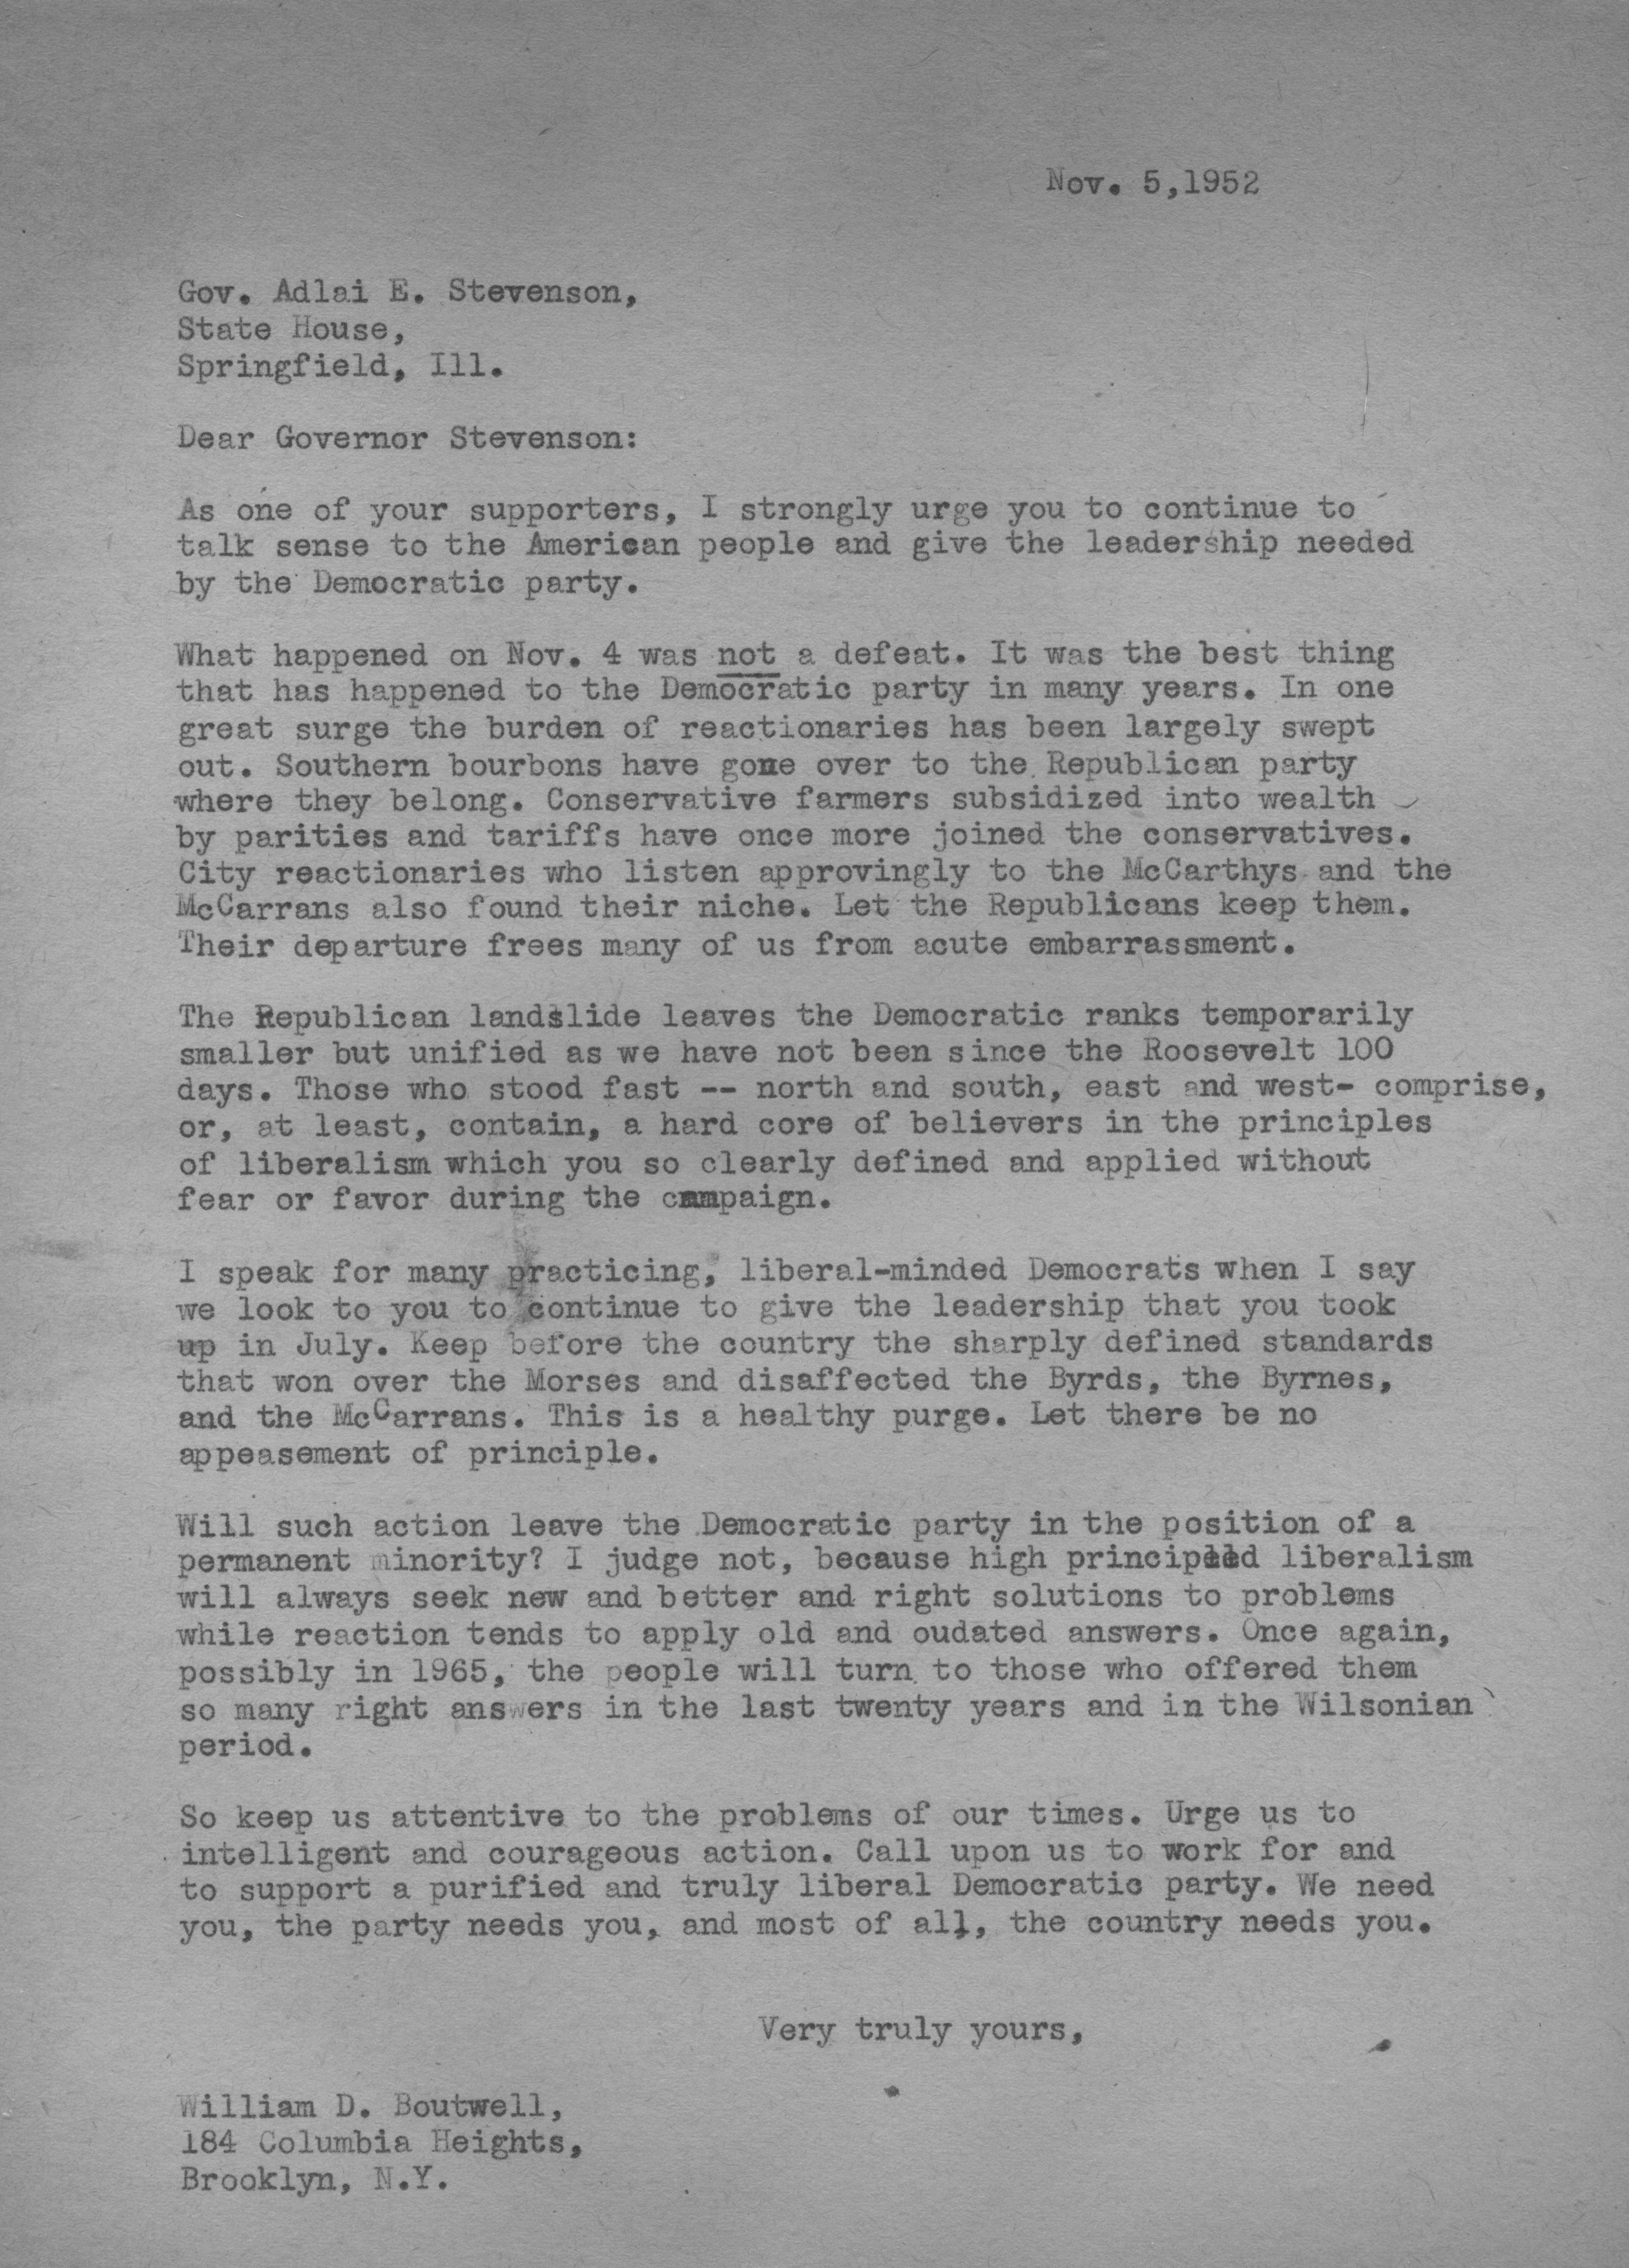 Nov. 5,1952
Gov. Adlai E. Stevenson,
State House,
Springfield, Ill.
Dear Governor Stevenson:
As one of your supporters, I strongly urge you to continue to
talk sense to the American people and give the leadership needed
by the Democratic party.
What happened on Nov. 4 was not a defeat. It was the best thing
that has happened to the Democratic party in many years. In one
great surge the burden of reactionaries has been largely swept
out. Southern bourbons have gone over to the Republican party
where they belong. Conservative farmers subsidized into wealth
by parities and tariffs have once more joined the conservatives.
City reactionaries who listen approvingly to the McCarthys and the
McCarrans also found their niche. Let the Republicans keep them.
Their departure frees many of us from acute embarrassment.
The Republican landslide leaves the Democratic ranks temporarily
smaller but unified as we have not been since the Roosevelt 100
days. Those who stood fast -- north and south, east and west- comprise,
or, at least, contain, a hard core of believers in the principles
of liberalism which you so clearly defined and applied without
fear or favor during the campaign.
I speak for many practicing, liberal-minded Democrats when I say
we look to you to continue to give the leadership that you took
up in July. Keep before the country the sharply defined standards
that won over the Morses and disaffected the Byrds, the Byrnes,
and the McCarrans. This is a healthy purge. Let there be no
appeasement of principle.
Will such action leave the Democratic party in the position of a
permanent minority? I judge not, because high principled liberalism
will always seek new and better and right solutions to problems
while reaction tends to apply old and oudated answers. Once again,
possibly in 1965, the people will turn to those who offered them
so many right answers in the last twenty years and in the Wilsonian
period.
So keep us attentive to the problems of our times. Urge us to
intelligent and courageous action. Call upon us to work for and
to support a purified and truly liberal Democratic party. We need
you, the party needs you, and most of all, the country needs you.
Very truly yours,
William D. Boutwell,
184 Columbia Heights,
Brooklyn, N.Y.